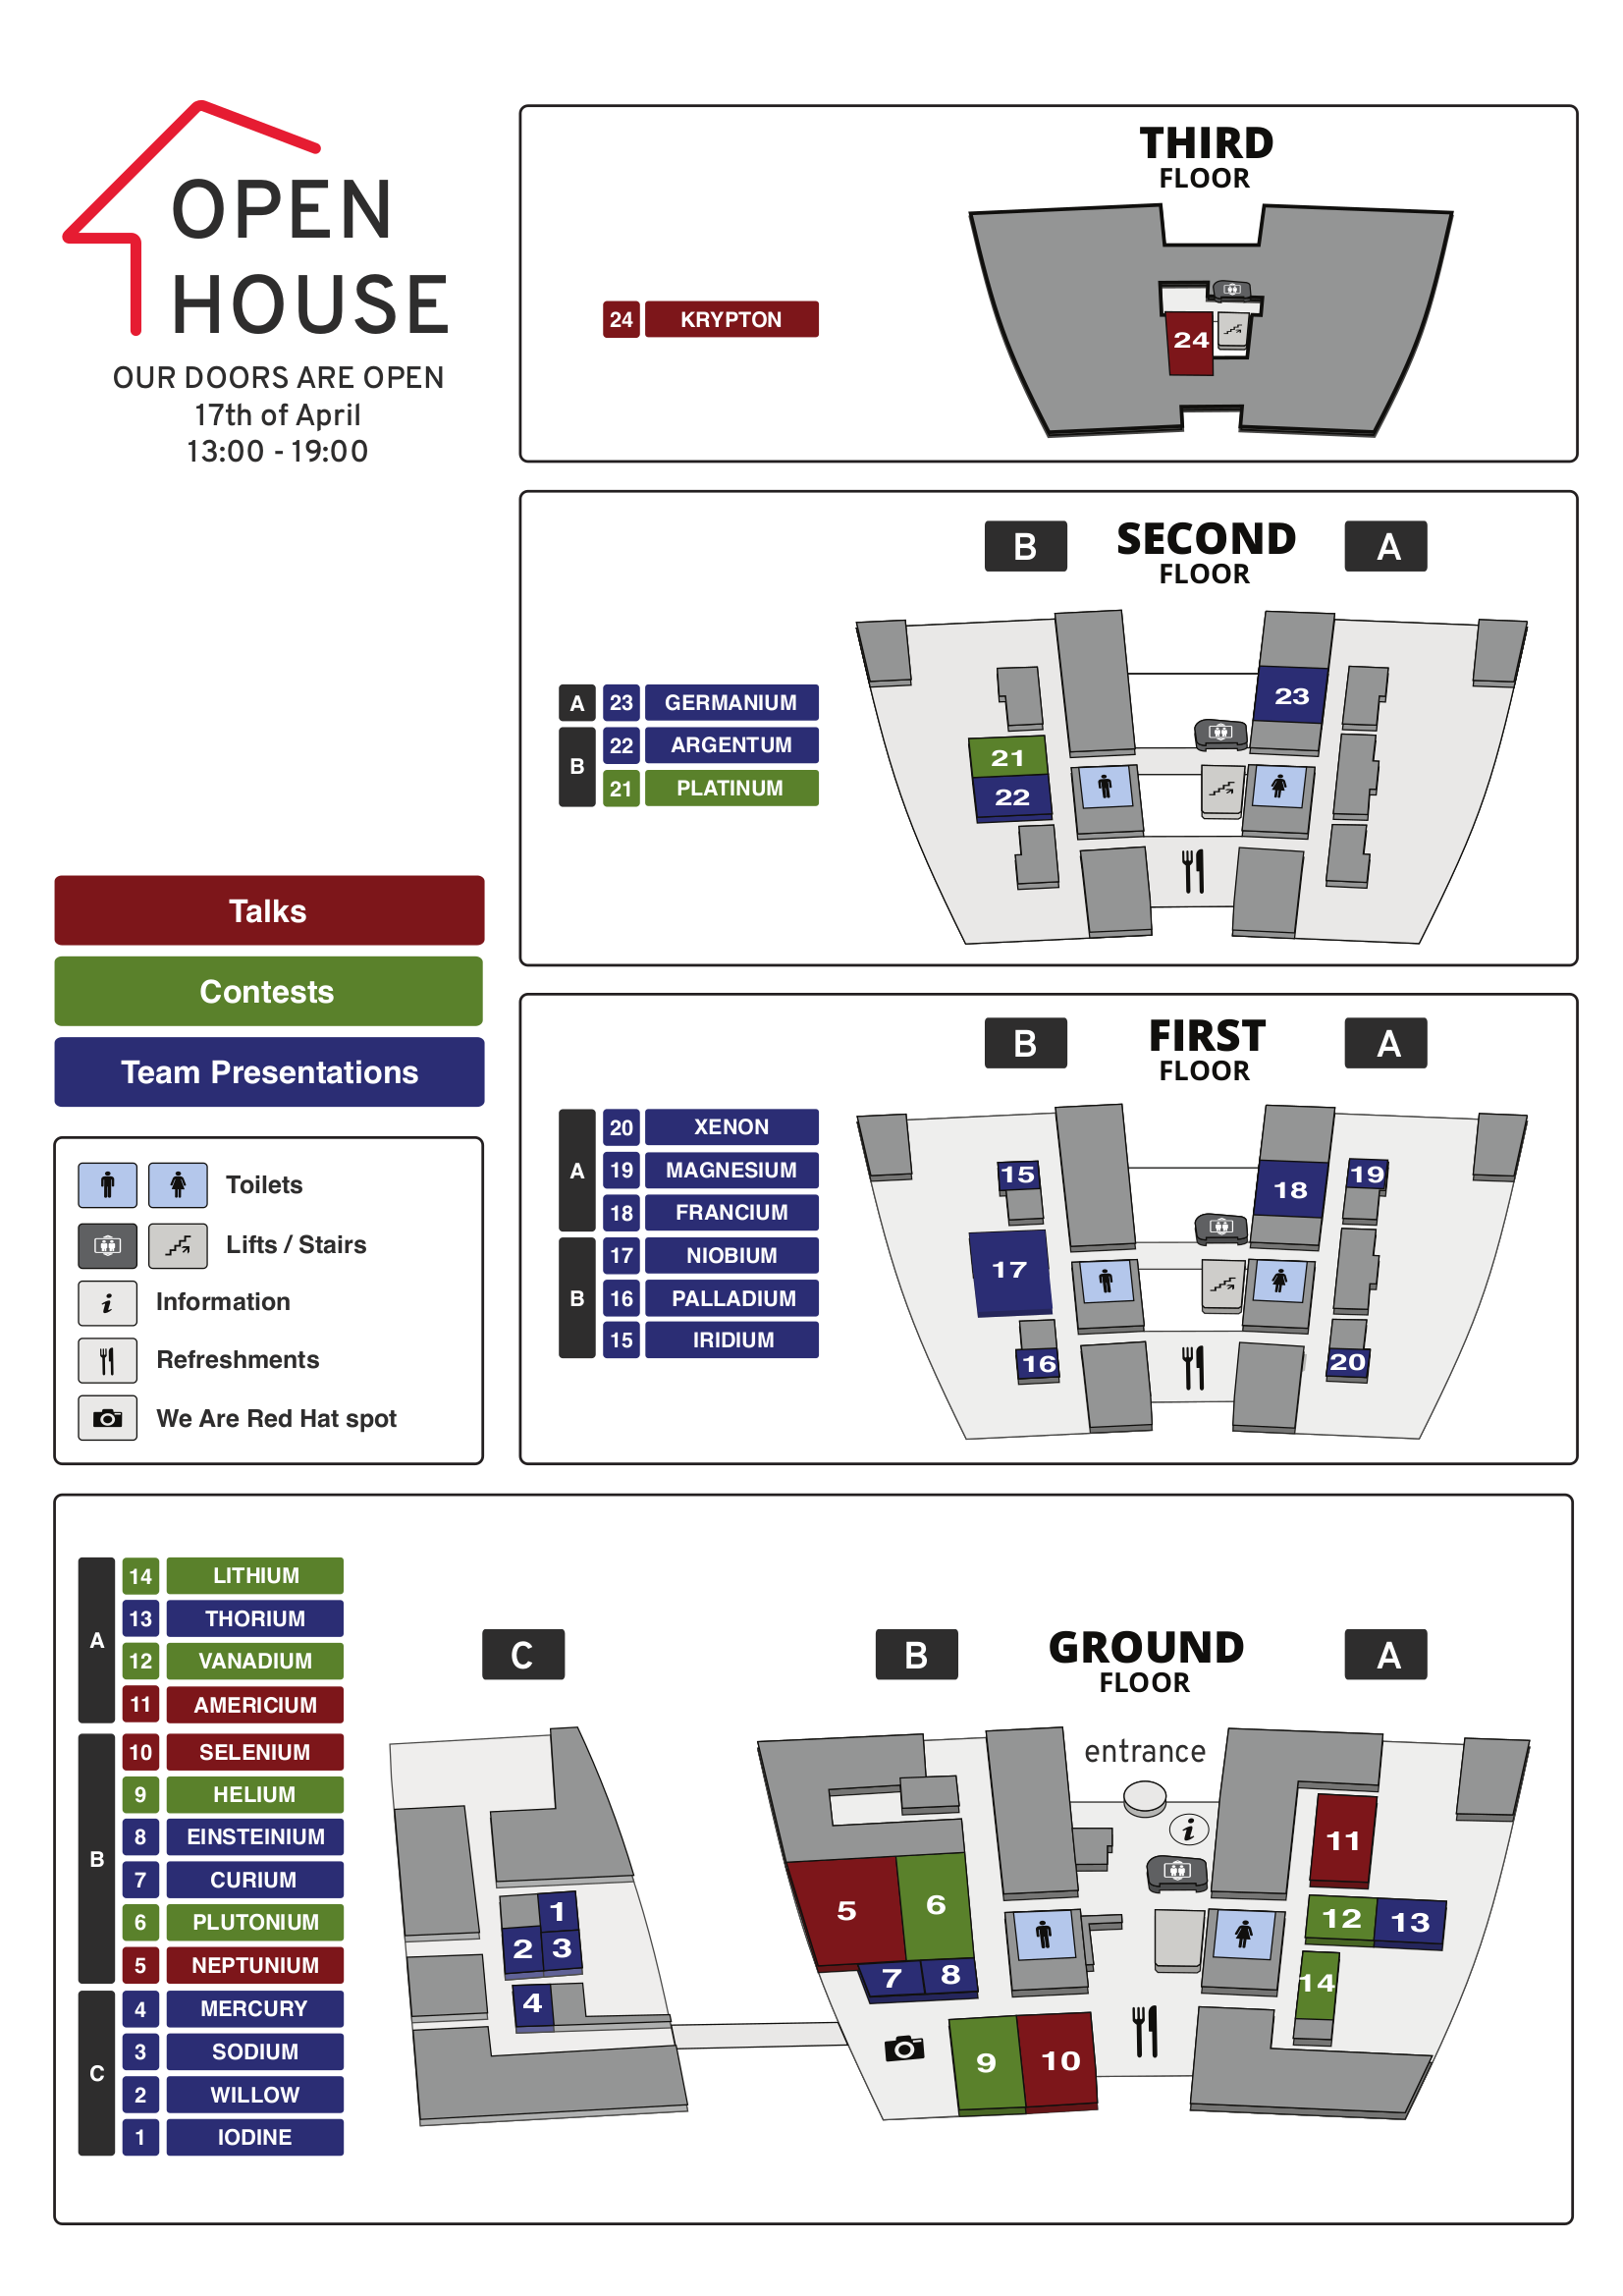 OPEN
HOUSE
OUR DOORS ARE OPEN
17th of April
13:00 - 19:00
THIRD
FLOOR
24 KRYPTON
24
B
SECOND
FLOOR
A
A 23 GERMANIUM
B 22 ARGENTUM
21 PLATINUM
23
21
22
Talks
Contests
Team Presentations
Toilets
Lifts / Stairs
i Information
Refreshments
We Are Red Hat spot
B
FIRST
FLOOR
A
A
20 XENON
19 MAGNESIUM
18 FRANCIUM
B
17 NIOBIUM
16 PALLADIUM
15 IRIDIUM
15
18
19
17
16
20
A
14 LITHIUM
13 THORIUM
12 VANADIUM
11 AMERICIUM
B
10 SELENIUM
9 HELIUM
8 EINSTEINIUM
7 CURIUM
6 PLUTONIUM
5 NEPTUNIUM
C
4 MERCURY
3 SODIUM
2 WILLOW
1 IODINE
C
B
GROUND
FLOOR
A
entrance
i
11
1
2 3
4
5
6
7
8
12
13
14
9
10